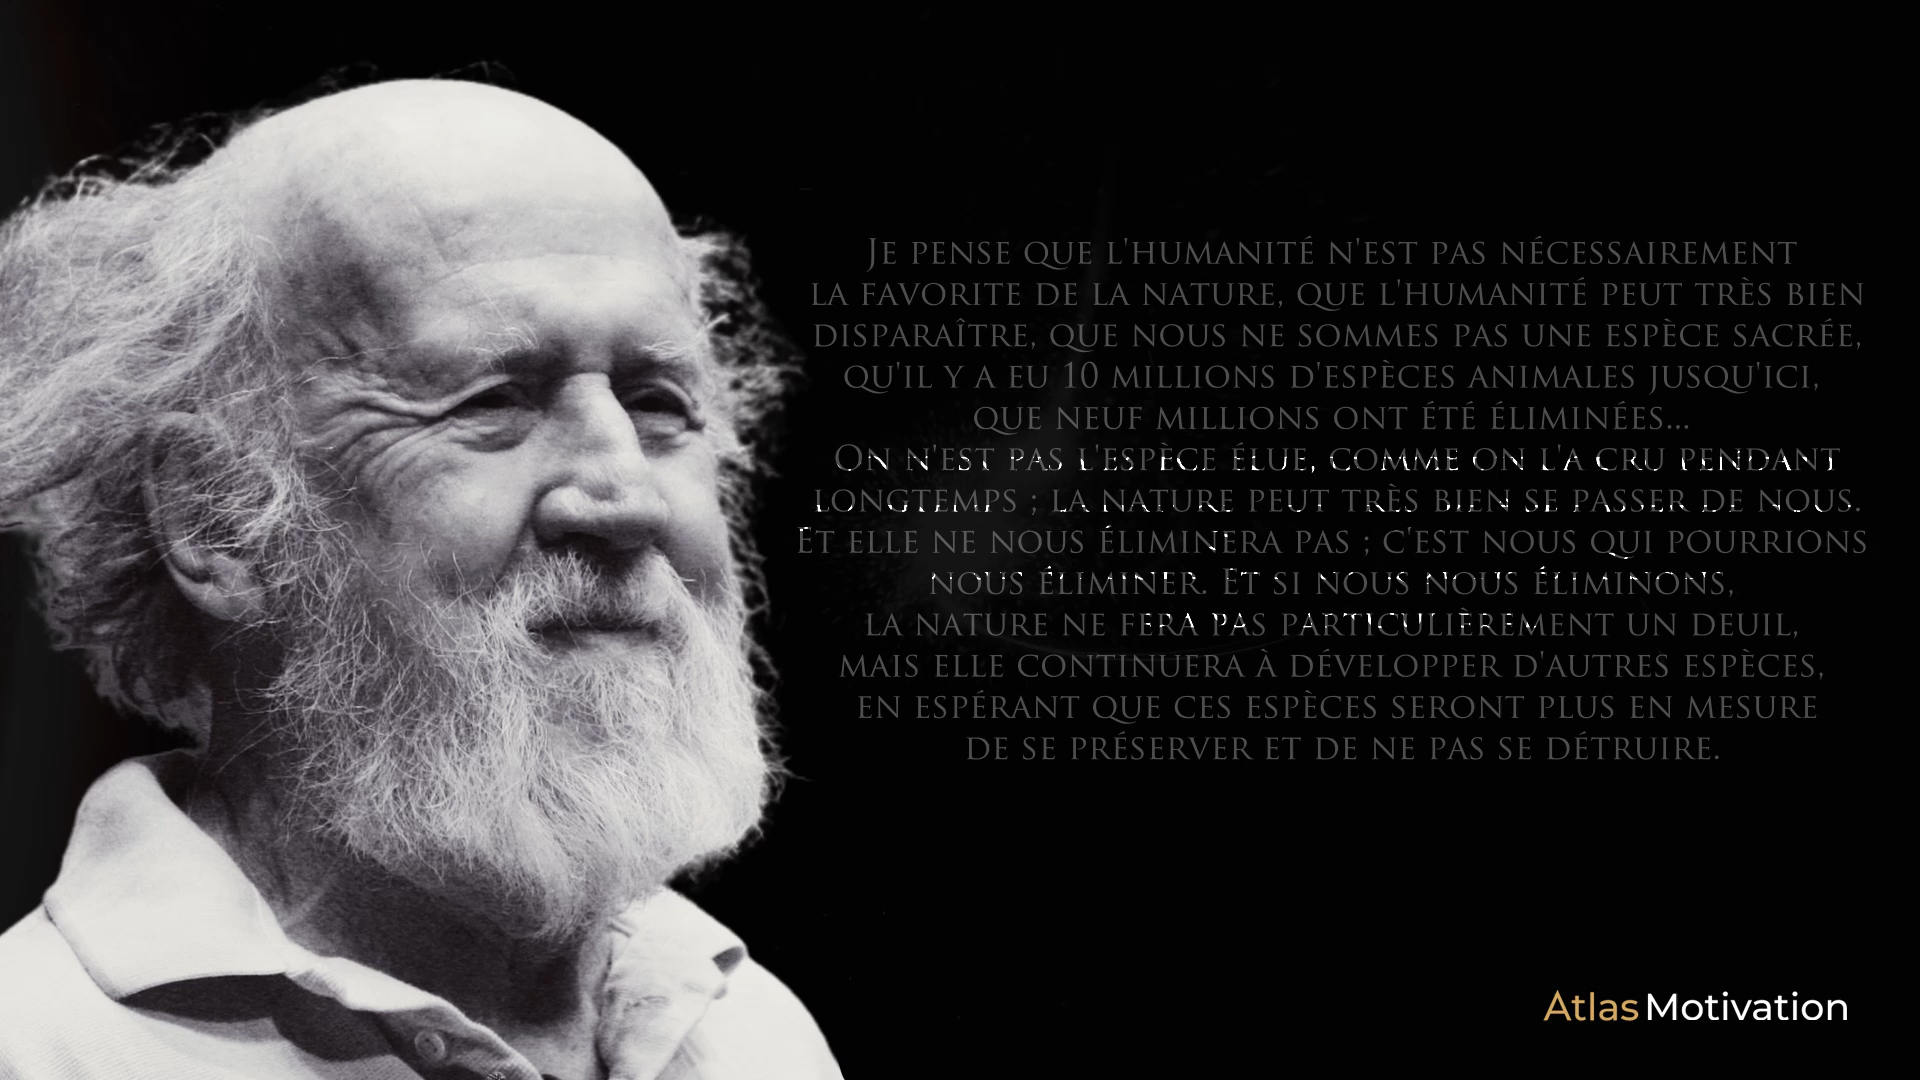 Je pense que l'humanité n'est pas nécessairement
la favorite de la nature, que l'humanité peut très bien
disparaître, que nous ne sommes pas une espèce sacrée,
qu'il y a eu 10 millions d'espèces animales jusqu'ici,
que neuf millions ont été éliminées...
On n'est pas l'espèce élue, comme on l'a cru pendant
longtemps ; la nature peut très bien se passer de nous.
Et elle ne nous éliminera pas ; c'est nous qui pourrions
nous éliminer. Et si nous nous éliminons,
la nature ne fera pas particulièrement un deuil,
mais elle continuera à développer d'autres espèces,
en espérant que ces espèces seront plus en mesure
de se préserver et de ne pas se détruire.
Atlas Motivation